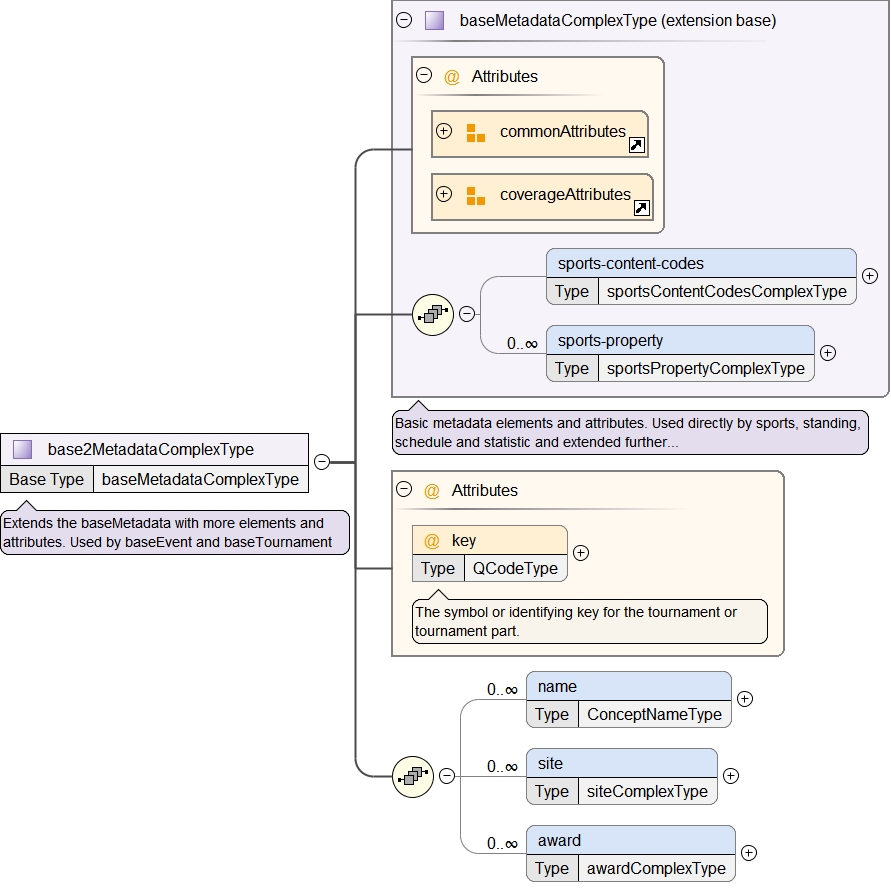 baseMetadataComplexType (extension base)
@ Attributes
commonAttributes
coverageAttributes
sports-content-codes
Type sportsContentCodesComplexType
0..∞
sports-property
Type sportsPropertyComplexType
Basic metadata elements and attributes. Used directly by sports, standing,
schedule and statistic and extended further...
base2MetadataComplexType
Base Type baseMetadataComplexType
Extends the baseMetadata with more elements and
attributes. Used by baseEvent and baseTournament
@ Attributes
@ key
Type QCodeType
The symbol or identifying key for the tournament or
tournament part.
0..∞
name
Type ConceptNameType
0..∞
site
Type siteComplexType
0..∞
award
Type awardComplexType